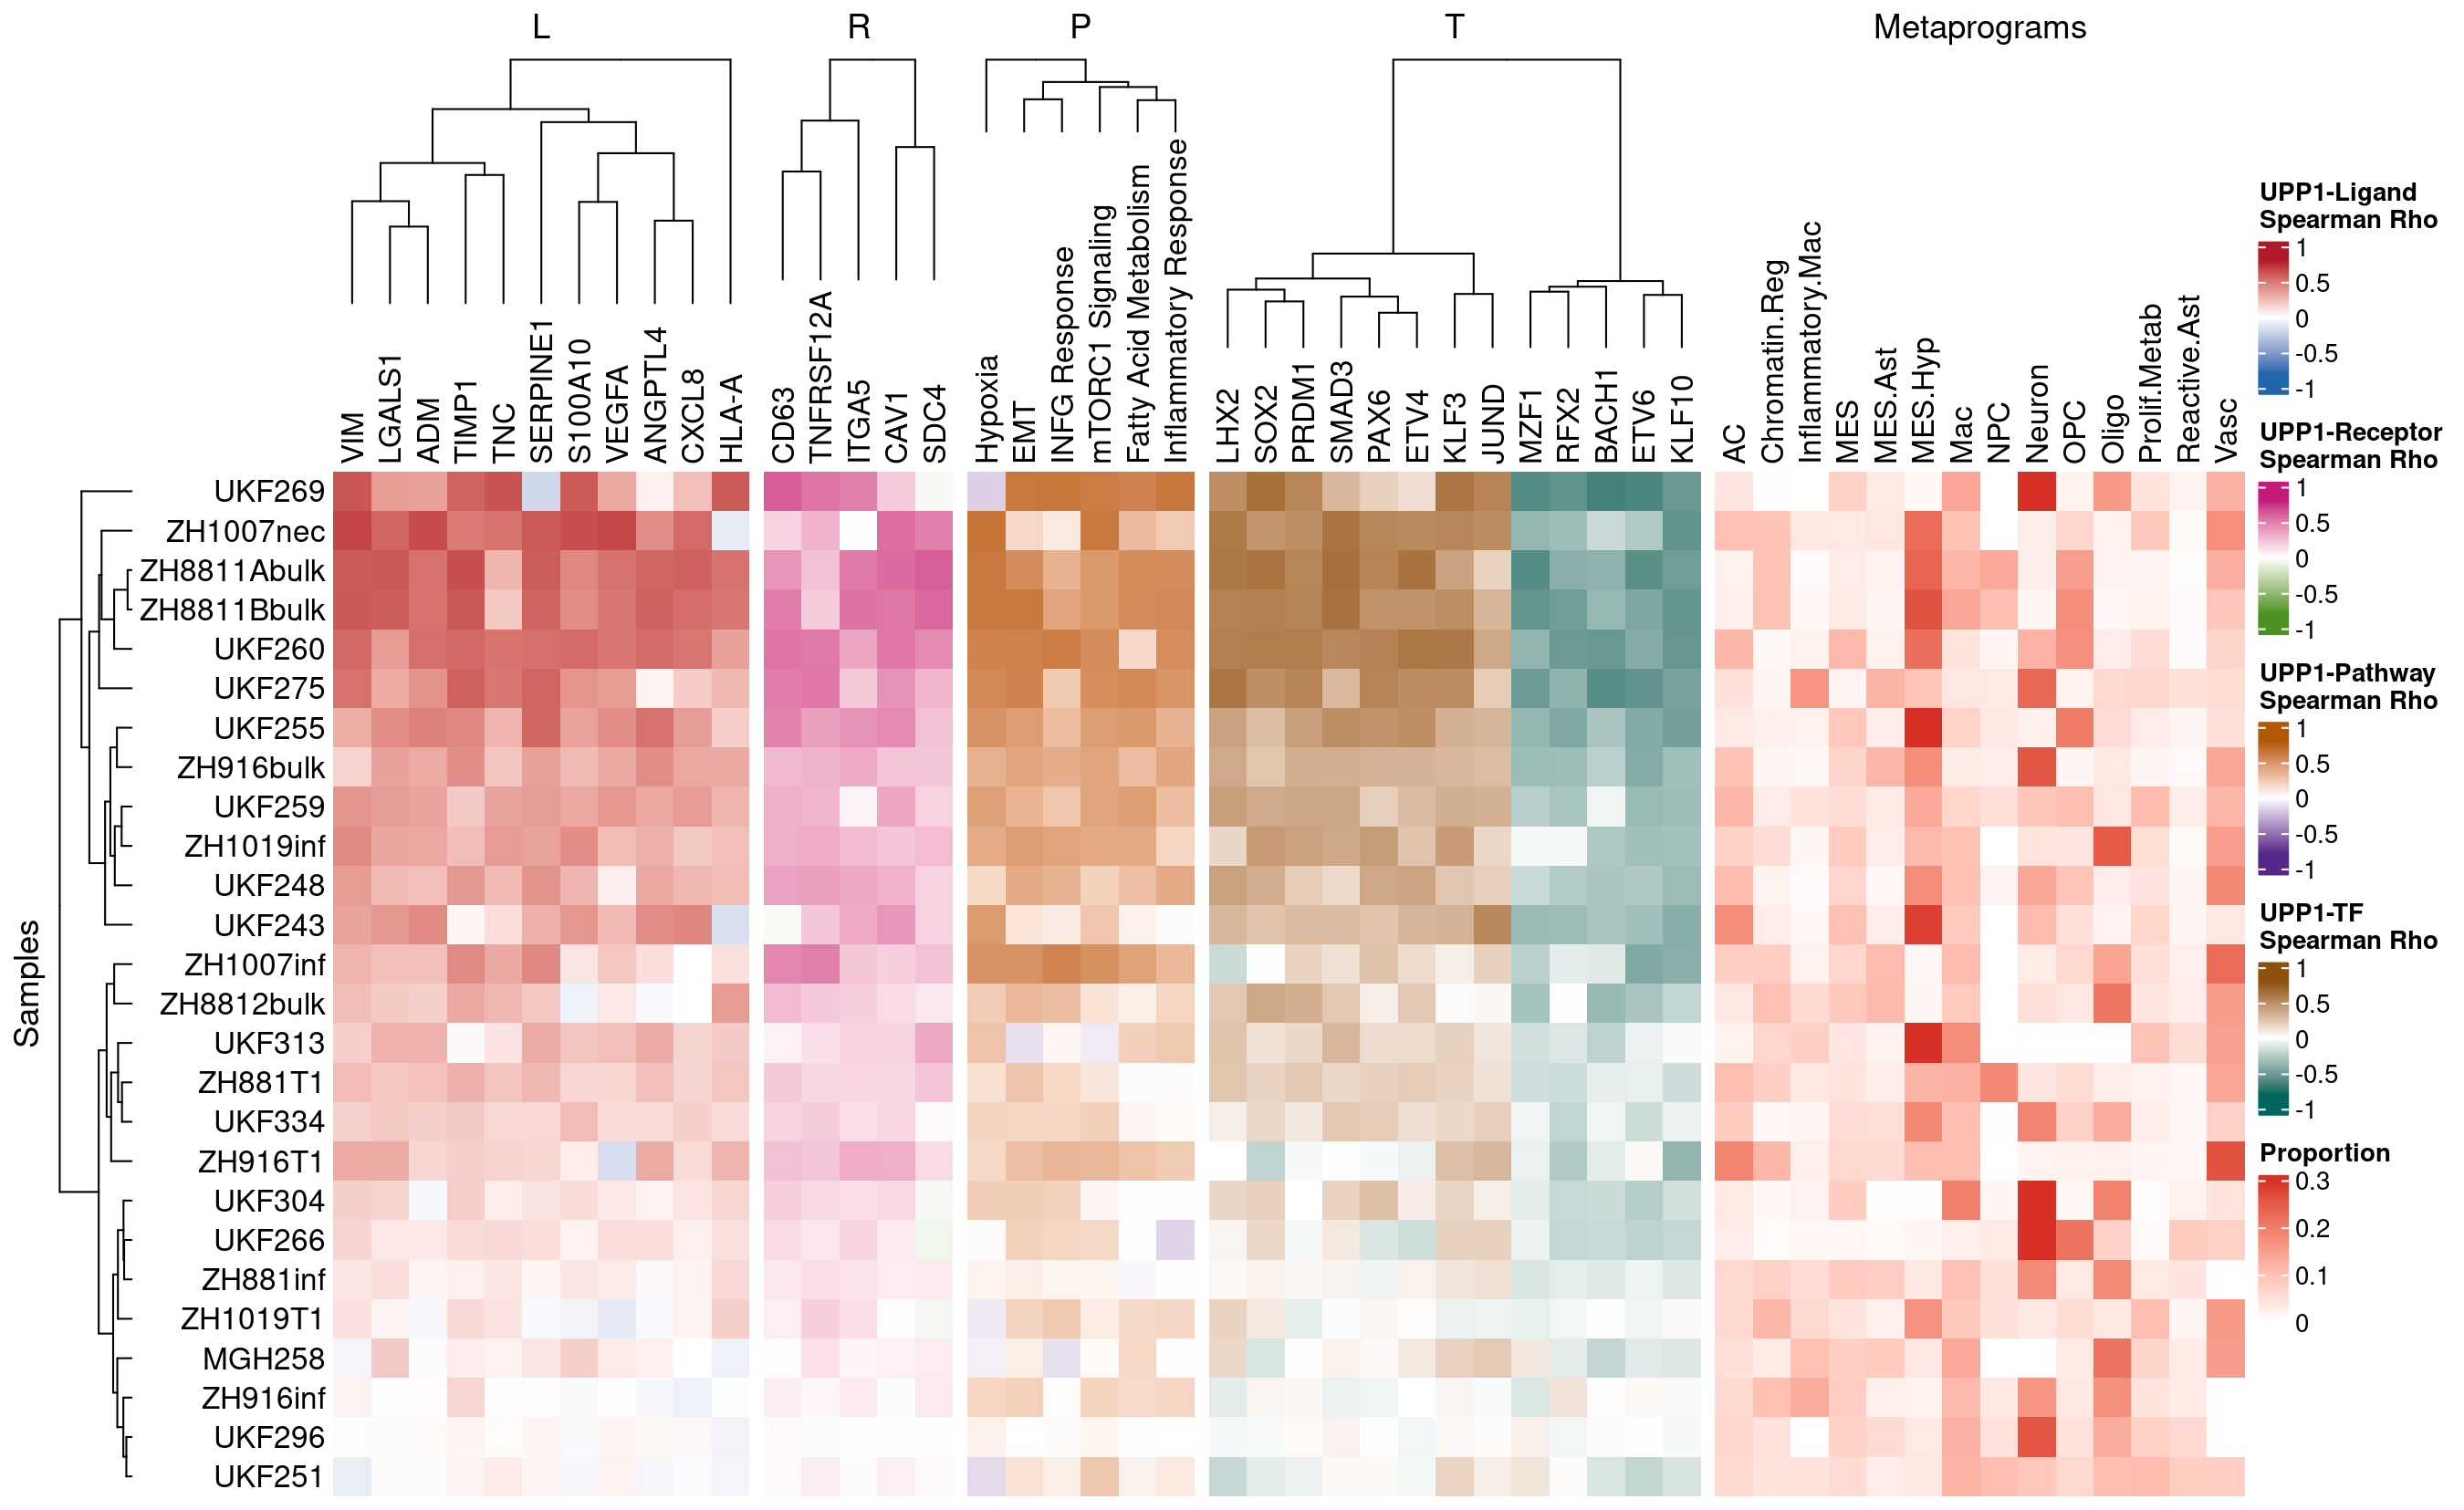 L R P T Metaprograms
VIM LGALS1 ADM TIMP1 TNC SERPINE1 S100A10 VEGFA ANGPTL4 CXCL8 HLA-A
CD63 TNFRSF12A ITGA5 CAV1 SDC4
Hypoxia EMT INFG Response mTORC1 Signaling Fatty Acid Metabolism Inflammatory Response
LHX2 SOX2 PRDM1 SMAD3 PAX6 ETV4 KLF3 JUND MZF1 RFX2 BACH1 ETV6 KLF10
AC Chromatin.Reg Inflammatory.Mac MES MES.Ast MES.Hyp Mac NPC Neuron OPC Oligo Prolif.Metab Reactive.Ast Vasc
Samples
UKF269
ZH1007nec
ZH8811Abulk
ZH8811Bbulk
UKF260
UKF275
UKF255
ZH916bulk
UKF259
ZH1019inf
UKF248
UKF243
ZH1007inf
ZH8812bulk
UKF313
ZH881T1
UKF334
ZH916T1
UKF304
UKF266
ZH881inf
ZH1019T1
MGH258
ZH916inf
UKF296
UKF251
UPP1-Ligand
Spearman Rho
1
0.5
0
-0.5
-1
UPP1-Receptor
Spearman Rho
1
0.5
0
-0.5
-1
UPP1-Pathway
Spearman Rho
1
0.5
0
-0.5
-1
UPP1-TF
Spearman Rho
1
0.5
0
-0.5
-1
Proportion
0.3
0.2
0.1
0